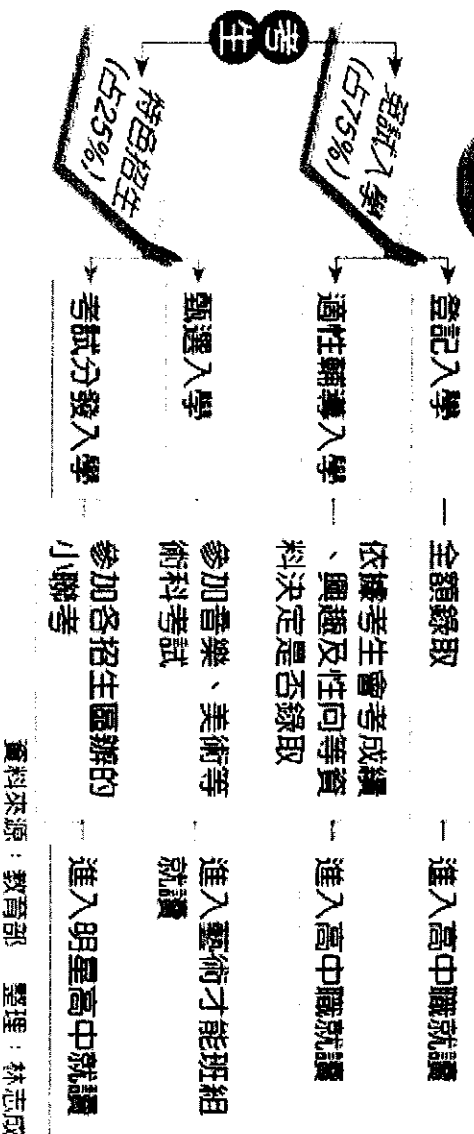 考生
免試入學
(占75%)
登記入學
全額錄取
進入高中職就讀
適性輔導入學
依據考生會考成績
、興趣及性向等資
料決定是否錄取
進入高中職就讀
特色招生
(占25%)
甄選入學
參加音樂、美術等
術科考試
進入藝術才能班組
就讀
考試分發入學
參加各招生區辦的
小聯考
進入明星高中就讀
資料來源：教育部　整理：林志成